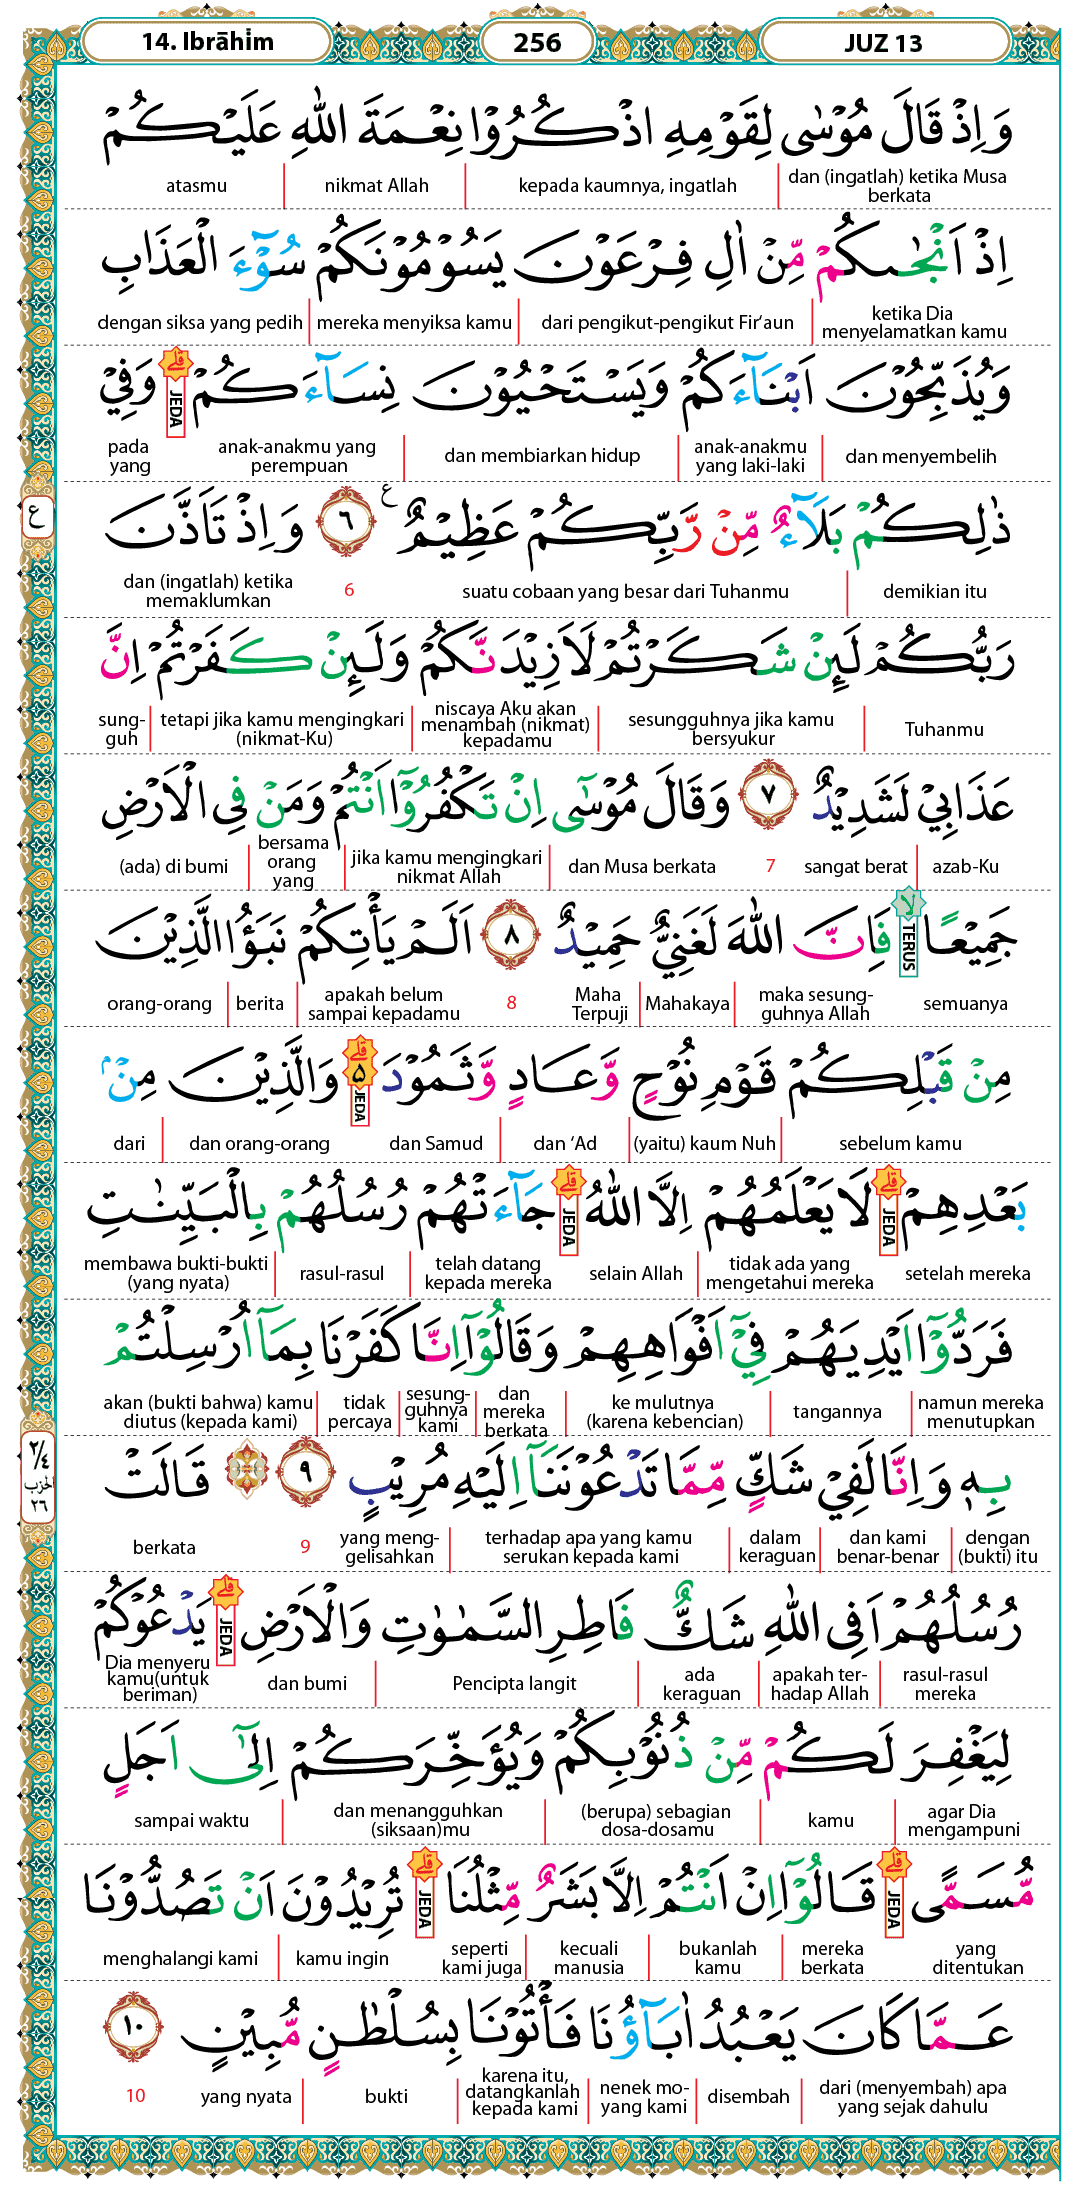 14. Ibrāhim 256 JUZ 13
وَاِذْ قَالَ مُوْسٰى لِقَوْمِهِ اذْكُرُوْا نِعْمَةَ اللّٰهِ عَلَيْكُمْ
dan (ingatlah) ketika Musa berkata | kepada kaumnya, ingatlah | nikmat Allah | atasmu
اِذْ اَنْجٰىكُمْ مِّنْ اٰلِ فِرْعَوْنَ يَسُوْمُوْنَكُمْ سُوْۤءَ الْعَذَابِ
ketika Dia menyelamatkan kamu | dari pengikut-pengikut Fir‘aun | mereka menyiksa kamu | dengan siksa yang pedih
وَيُذَبِّحُوْنَ اَبْنَاۤءَكُمْ وَيَسْتَحْيُوْنَ نِسَاۤءَكُمْ ۗ JEDA وَفِيْ
dan menyembelih | anak-anakmu yang laki-laki | dan membiarkan hidup | anak-anakmu yang perempuan pada yang
ع
ذٰلِكُمْ بَلَاۤءٌ مِّنْ رَّبِّكُمْ عَظِيْمٌ ࣖ ٦ وَاِذْ تَاَذَّنَ
demikian itu | suatu cobaan yang besar dari Tuhanmu 6 dan (ingatlah) ketika memaklumkan
رَبُّكُمْ لَىِٕنْ شَكَرْتُمْ لَاَزِيْدَنَّكُمْ وَلَىِٕنْ كَفَرْتُمْ اِنَّ
Tuhanmu | sesungguhnya jika kamu bersyukur | niscaya Aku akan menambah (nikmat) kepadamu | tetapi jika kamu mengingkari (nikmat-Ku) | sung-guh
عَذَابِيْ لَشَدِيْدٌ ٧ وَقَالَ مُوْسٰٓى اِنْ تَكْفُرُوْٓا اَنْتُمْ وَمَنْ فِى الْاَرْضِ
azab-Ku | sangat berat 7 dan Musa berkata | jika kamu mengingkari nikmat Allah | bersama orang yang | (ada) di bumi
جَمِيْعًا ۙ TERUS فَاِنَّ اللّٰهَ لَغَنِيٌّ حَمِيْدٌ ٨ اَلَمْ يَأْتِكُمْ نَبَؤُا الَّذِيْنَ
semuanya maka sesung-guhnya Allah | Mahakaya | Maha Terpuji 8 apakah belum sampai kepadamu | berita | orang-orang
مِنْ قَبْلِكُمْ قَوْمِ نُوْحٍ وَّعَادٍ وَّثَمُوْدَ ۗ JEDA وَالَّذِيْنَ مِنْۢ
sebelum kamu | (yaitu) kaum Nuh | dan ‘Ad | dan Samud dan orang-orang | dari
بَعْدِهِمْ ۗ JEDA لَا يَعْلَمُهُمْ اِلَّا اللّٰهُ ۗ JEDA جَاۤءَتْهُمْ رُسُلُهُمْ بِالْبَيِّنٰتِ
setelah mereka tidak ada yang mengetahui mereka | selain Allah telah datang kepada mereka | rasul-rasul | membawa bukti-bukti (yang nyata)
فَرَدُّوْٓا اَيْدِيَهُمْ فِيْٓ اَفْوَاهِهِمْ وَقَالُوْٓا اِنَّا كَفَرْنَا بِمَآ اُرْسِلْتُمْ
namun mereka menutupkan | tangannya | ke mulutnya (karena kebencian) | dan mereka berkata | sesung-guhnya kami | tidak percaya | akan (bukti bahwa) kamu diutus (kepada kami)
٣/٤ الحزب ٢٦
بِهٖ وَاِنَّا لَفِيْ شَكٍّ مِّمَّا تَدْعُوْنَنَآ اِلَيْهِ مُرِيْبٍ ٩ ۞ قَالَتْ
dengan (bukti) itu | dan kami benar-benar | dalam keraguan | terhadap apa yang kamu serukan kepada kami | yang meng-gelisahkan 9 berkata
رُسُلُهُمْ اَفِى اللّٰهِ شَكٌّ فَاطِرِ السَّمٰوٰتِ وَالْاَرْضِ ۗ JEDA يَدْعُوْكُمْ
rasul-rasul mereka | apakah ter-hadap Allah | ada keraguan | Pencipta langit | dan bumi Dia menyeru kamu(untuk beriman)
لِيَغْفِرَ لَكُمْ مِّنْ ذُنُوْبِكُمْ وَيُؤَخِّرَكُمْ اِلٰٓى اَجَلٍ
agar Dia mengampuni | kamu | (berupa) sebagian dosa-dosamu | dan menangguhkan (siksaan)mu | sampai waktu
مُّسَمًّى ۗ JEDA قَالُوْٓا اِنْ اَنْتُمْ اِلَّا بَشَرٌ مِّثْلُنَا ۗ JEDA تُرِيْدُوْنَ اَنْ تَصُدُّوْنَا
yang ditentukan mereka berkata | bukanlah kamu | kecuali manusia | seperti kami juga kamu ingin | menghalangi kami
عَمَّا كَانَ يَعْبُدُ اٰبَاۤؤُنَا فَأْتُوْنَا بِسُلْطٰنٍ مُّبِيْنٍ ١٠
dari (menyembah) apa yang sejak dahulu | disembah | nenek mo-yang kami | karena itu, datangkanlah kepada kami | bukti | yang nyata 10